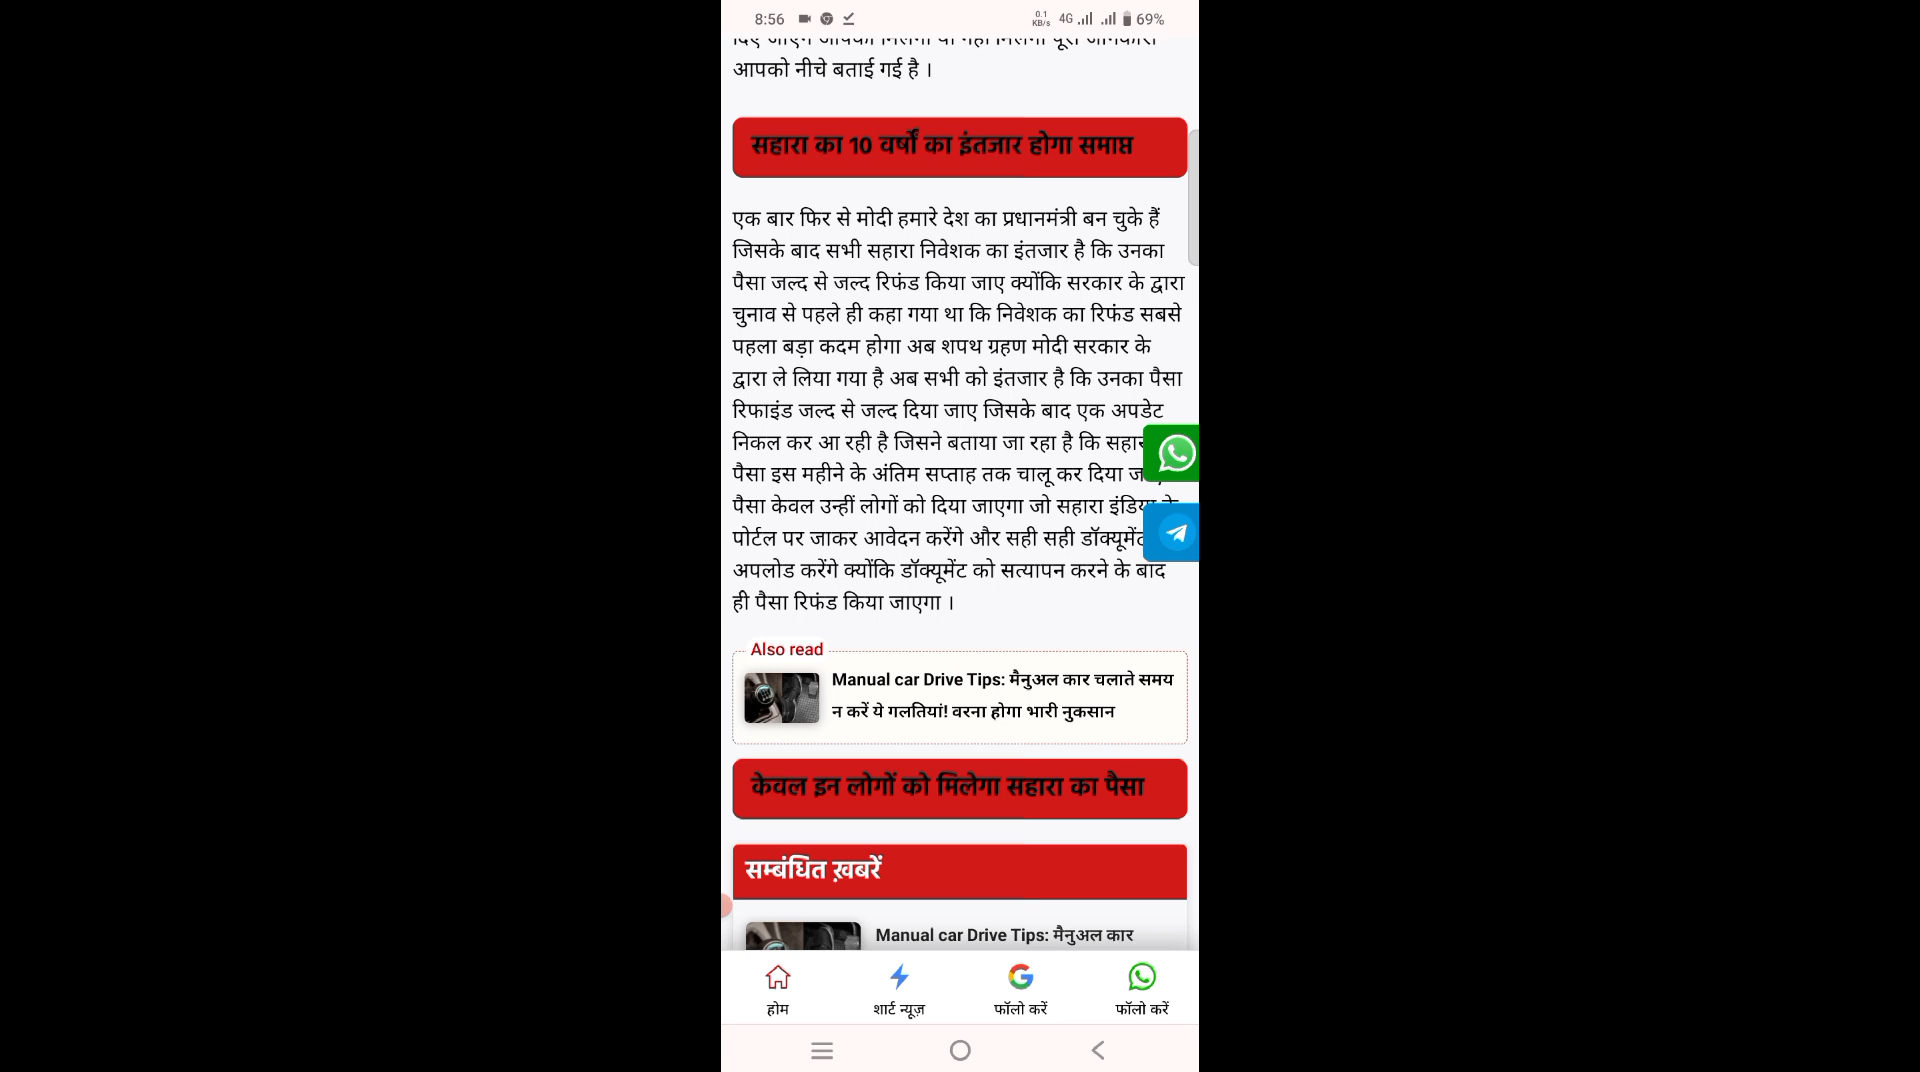 8:56
0.1
KB/s
4G
69%
आपको नीचे बताई गई है ।
सहारा का 10 वर्षों का इंतजार होगा समाप्त
एक बार फिर से मोदी हमारे देश का प्रधानमंत्री बन चुके हैं
जिसके बाद सभी सहारा निवेशक का इंतजार है कि उनका
पैसा जल्द से जल्द रिफंड किया जाए क्योंकि सरकार के द्वारा
चुनाव से पहले ही कहा गया था कि निवेशक का रिफंड सबसे
पहला बड़ा कदम होगा अब शपथ ग्रहण मोदी सरकार के
द्वारा ले लिया गया है अब सभी को इंतजार है कि उनका पैसा
रिफाइंड जल्द से जल्द दिया जाए जिसके बाद एक अपडेट
निकल कर आ रही है जिसने बताया जा रहा है कि
पैसा इस महीने के अंतिम सप्ताह तक चालू कर दिया
पैसा केवल उन्हीं लोगों को दिया जाएगा जो सहारा इंडिया के
पोर्टल पर जाकर आवेदन करेंगे और सही सही
अपलोड करेंगे क्योंकि डॉक्यूमेंट को सत्यापन करने के बाद
ही पैसा रिफंड किया जाएगा ।
Also read
Manual car Drive Tips: मैनुअल कार चलाते समय
न करें ये गलतियां! वरना होगा भारी नुकसान
केवल इन लोगों को मिलेगा सहारा का पैसा
सम्बंधित ख़बरें
Manual car Drive Tips: मैनुअल कार
होम
शार्ट न्यूज़
फॉलो करें
फॉलो करें